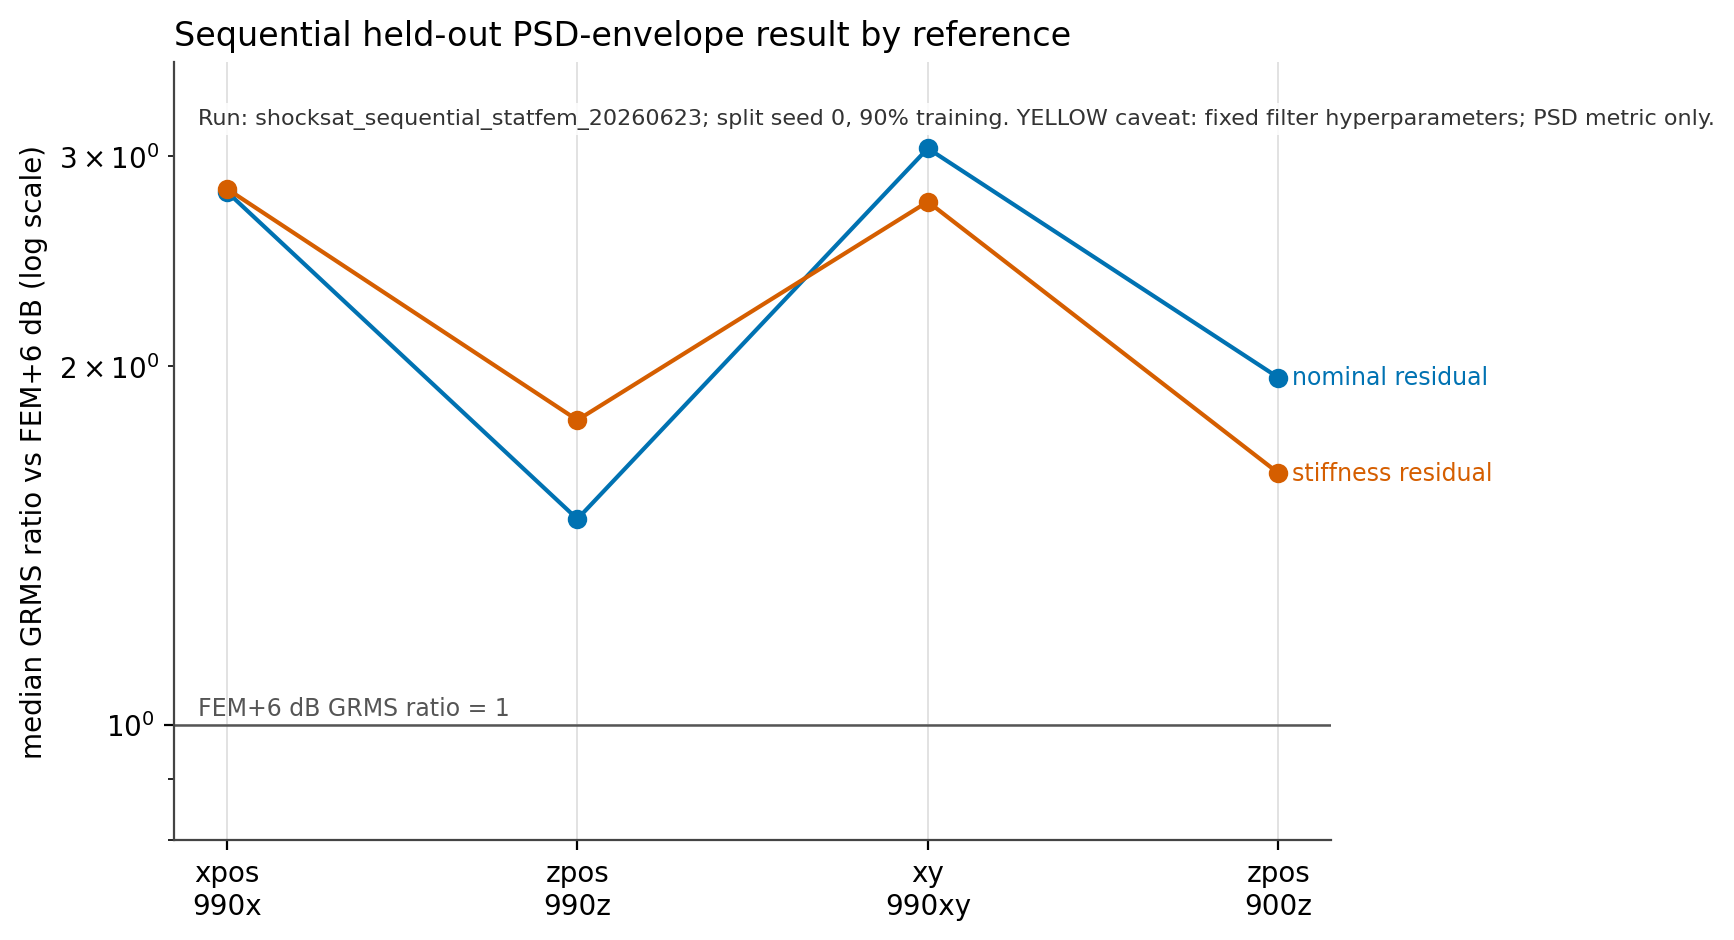 Sequential held-out PSD-envelope result by reference
Run: shocksat_sequential_statfem_20260623; split seed 0, 90% training. YELLOW caveat: fixed filter hyperparameters; PSD metric only.
median GRMS ratio vs FEM+6 dB (log scale)
3 × 10⁰
2 × 10⁰
10⁰
nominal residual
stiffness residual
FEM+6 dB GRMS ratio = 1
xpos
990x
zpos
990z
xy
990xy
zpos
900z